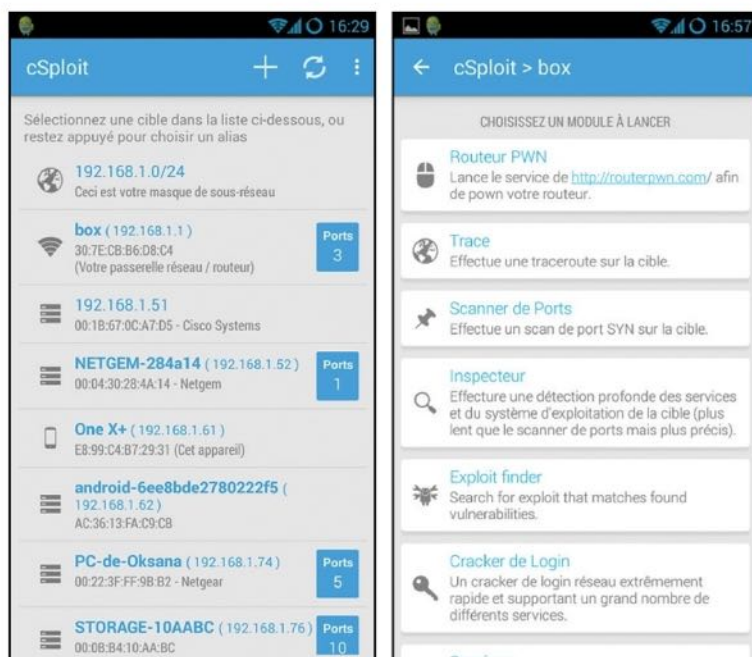 16:29
cSploit
Sélectionnez une cible dans la liste ci-dessous, ou
restez appuyé pour choisir un alias
192.168.1.0/24
Ceci est votre masque de sous-réseau
box ( 192.168.1.1 )
30:7E:CB:B6:D8:C4
(Votre passerelle réseau / routeur)
Ports
3
192.168.1.51
00:1B:67:0C:A7:D5 - Cisco Systems
NETGEM-284a14 ( 192.168.1.52 )
00:04:30:28:4A:14 - Netgem
Ports
1
One X+ ( 192.168.1.61 )
E8:99:C4:B7:29:31 (Cet appareil)
android-6ee8bde2780222f5 (
192.168.1.62 )
AC:36:13:FA:C9:CB
PC-de-Oksana ( 192.168.1.74 )
00:22:3F:FF:9B:B2 - Netgear
Ports
5
STORAGE-10AABC ( 192.168.1.76 )
00:0B:B4:10:AA:BC
Ports
10
16:57
cSploit > box
CHOISISSEZ UN MODULE À LANCER
Routeur PWN
Lance le service de http://routerpwn.com/ afin
de pown votre routeur.
Trace
Effectue une traceroute sur la cible.
Scanner de Ports
Effectue un scan de port SYN sur la cible.
Inspecteur
Effecture une détection profonde des services
et du système d'exploitation de la cible (plus
lent que le scanner de ports mais plus précis).
Exploit finder
Search for exploit that matches found
vulnerabilities.
Cracker de Login
Un cracker de login réseau extrêmement
rapide et supportant un grand nombre de
différents services.